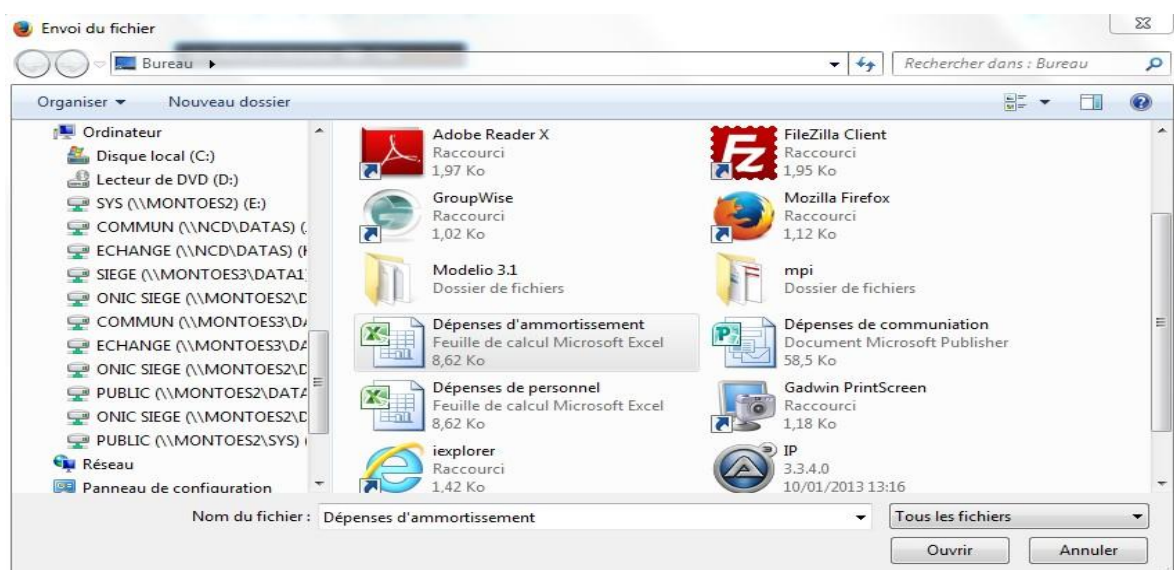 Envoi du fichier
Bureau
Rechercher dans : Bureau
Organiser
Nouveau dossier
Ordinateur
Disque local (C:)
Lecteur de DVD (D:)
SYS (\\MONTOES2) (E:)
COMMUN (\\NCD\DATAS) (
ECHANGE (\\NCD\DATAS) (
SIEGE (\\MONTOES3\DATA1
ONIC SIEGE (\\MONTOES2\D
COMMUN (\\MONTOES3\DA
ECHANGE (\\MONTOES3\DA
ONIC SIEGE (\\MONTOES2\D
PUBLIC (\\MONTOES2\DATA
ONIC SIEGE (\\MONTOES2\D
PUBLIC (\\MONTOES2\SYS) (
Réseau
Panneau de configuration
Adobe Reader X
Raccourci
1,97 Ko
FileZilla Client
Raccourci
1,95 Ko
GroupWise
Raccourci
1,02 Ko
Mozilla Firefox
Raccourci
1,12 Ko
Modelio 3.1
Dossier de fichiers
mpi
Dossier de fichiers
Dépenses d'ammortissement
Feuille de calcul Microsoft Excel
8,62 Ko
Dépenses de communiation
Document Microsoft Publisher
58,5 Ko
Dépenses de personnel
Feuille de calcul Microsoft Excel
8,62 Ko
Gadwin PrintScreen
Raccourci
1,18 Ko
iexplorer
Raccourci
1,42 Ko
IP
3.3.4.0
10/01/2013 13:16
Nom du fichier : Dépenses d'ammortissement
Tous les fichiers
Ouvrir
Annuler